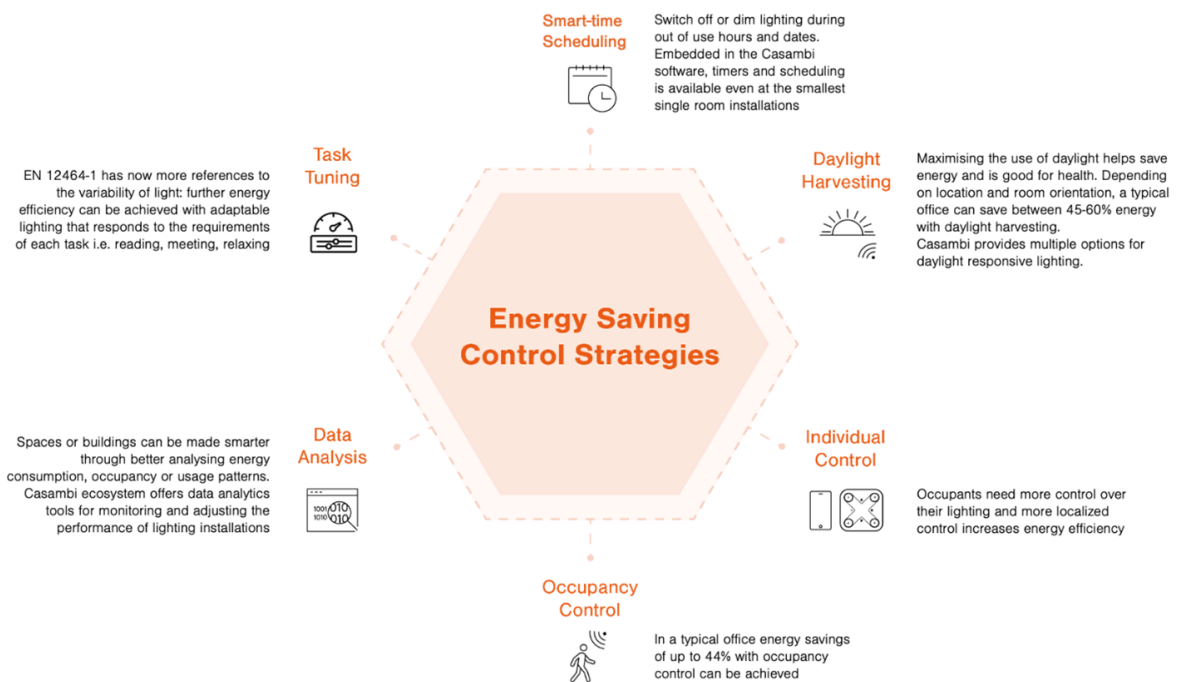 Smart-time
Scheduling
Switch off or dim lighting during
out of use hours and dates.
Embedded in the Casambi
software, timers and scheduling
is available even at the smallest
single room installations
Task
Tuning
EN 12464-1 has now more references to
the variability of light: further energy
efficiency can be achieved with adaptable
lighting that responds to the requirements
of each task i.e. reading, meeting, relaxing
Daylight
Harvesting
Maximising the use of daylight helps save
energy and is good for health. Depending
on location and room orientation, a typical
office can save between 45-60% energy
with daylight harvesting.
Casambi provides multiple options for
daylight responsive lighting.
Energy Saving
Control Strategies
Data
Analysis
Spaces or buildings can be made smarter
through better analysing energy
consumption, occupancy or usage patterns.
Casambi ecosystem offers data analytics
tools for monitoring and adjusting the
performance of lighting installations
1001 010
1010 010
Individual
Control
Occupants need more control over
their lighting and more localized
control increases energy efficiency
Occupancy
Control
In a typical office energy savings
of up to 44% with occupancy
control can be achieved